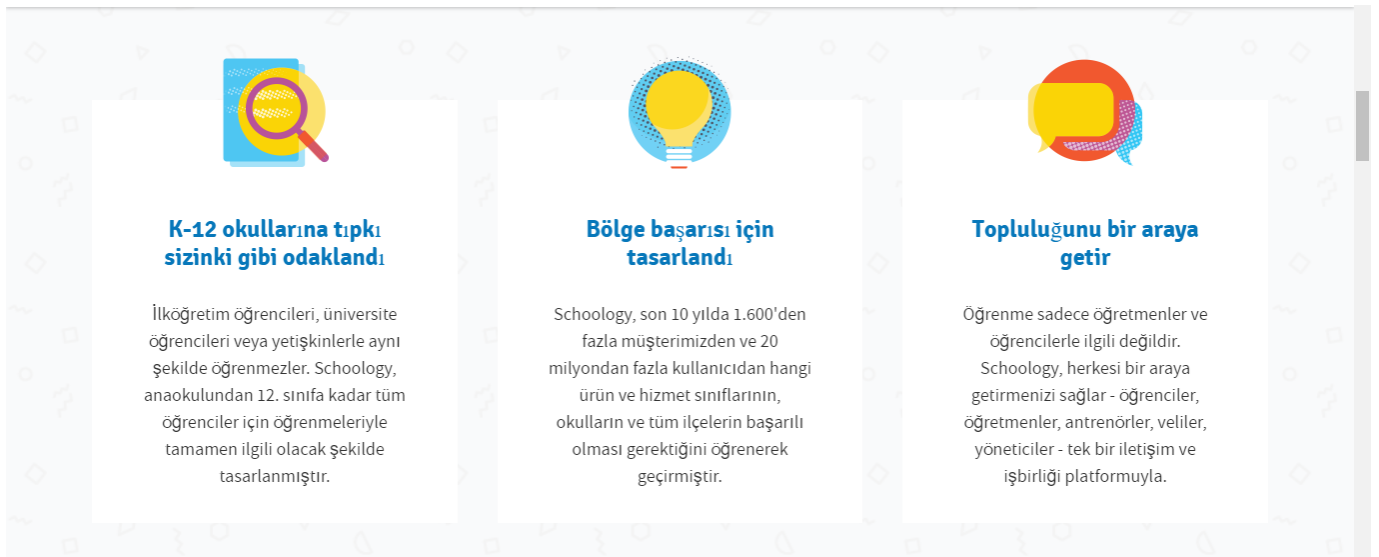 K-12 okullarına tıpkı
sizinki gibi odaklandı
İlköğretim öğrencileri, üniversite
öğrencileri veya yetişkinlerle aynı
şekilde öğrenmezler. Schoology,
anaokulundan 12. sınıfa kadar tüm
öğrenciler için öğrenmeleriyle
tamamen ilgili olacak şekilde
tasarlanmıştır.
Bölge başarısı için
tasarlandı
Schoology, son 10 yılda 1.600'den
fazla müşterimizden ve 20
milyondan fazla kullanıcıdan hangi
ürün ve hizmet sınıflarının,
okulların ve tüm ilçelerin başarılı
olması gerektiğini öğrenerek
geçirmiştir.
Topluluğunu bir araya
getir
Öğrenme sadece öğretmenler ve
öğrencilerle ilgili değildir.
Schoology, herkesi bir araya
getirmenizi sağlar - öğrenciler,
öğretmenler, antrenörler, veliler,
yöneticiler - tek bir iletişim ve
işbirliği platformuyla.